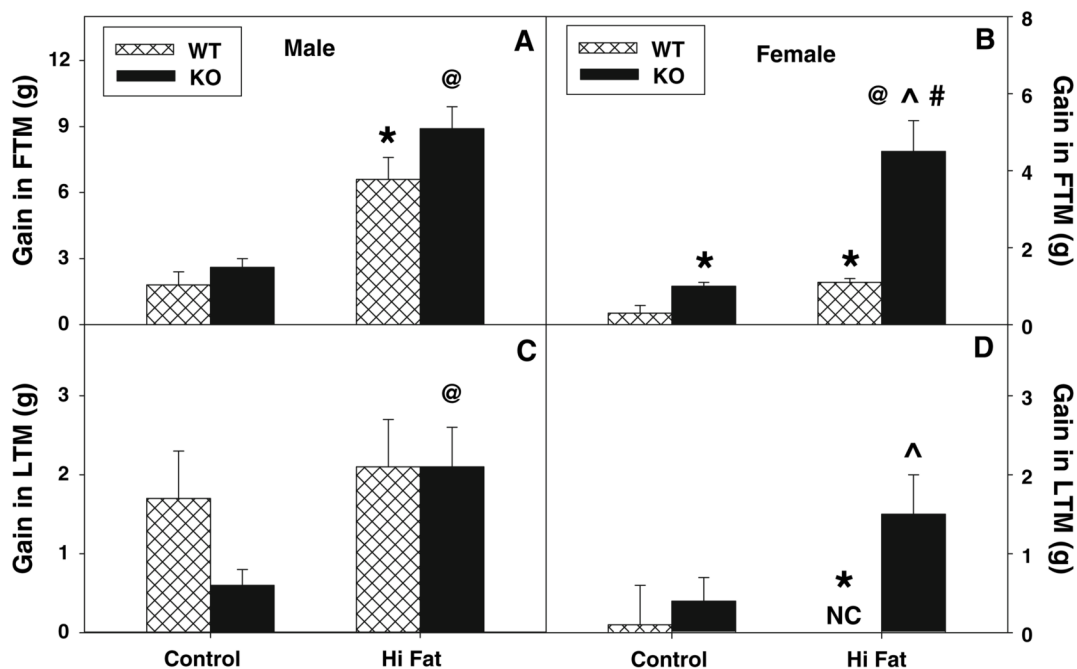 A
WT
KO
Male
@
*
12
9
6
3
0
Gain in FTM (g)
B
WT
KO
Female
@ ^ #
*
*
8
6
4
2
0
Gain in FTM (g)
C
@
3
2
1
0
Gain in LTM (g)
Control
Hi Fat
D
^
*
NC
3
2
1
0
Gain in LTM (g)
Control
Hi Fat